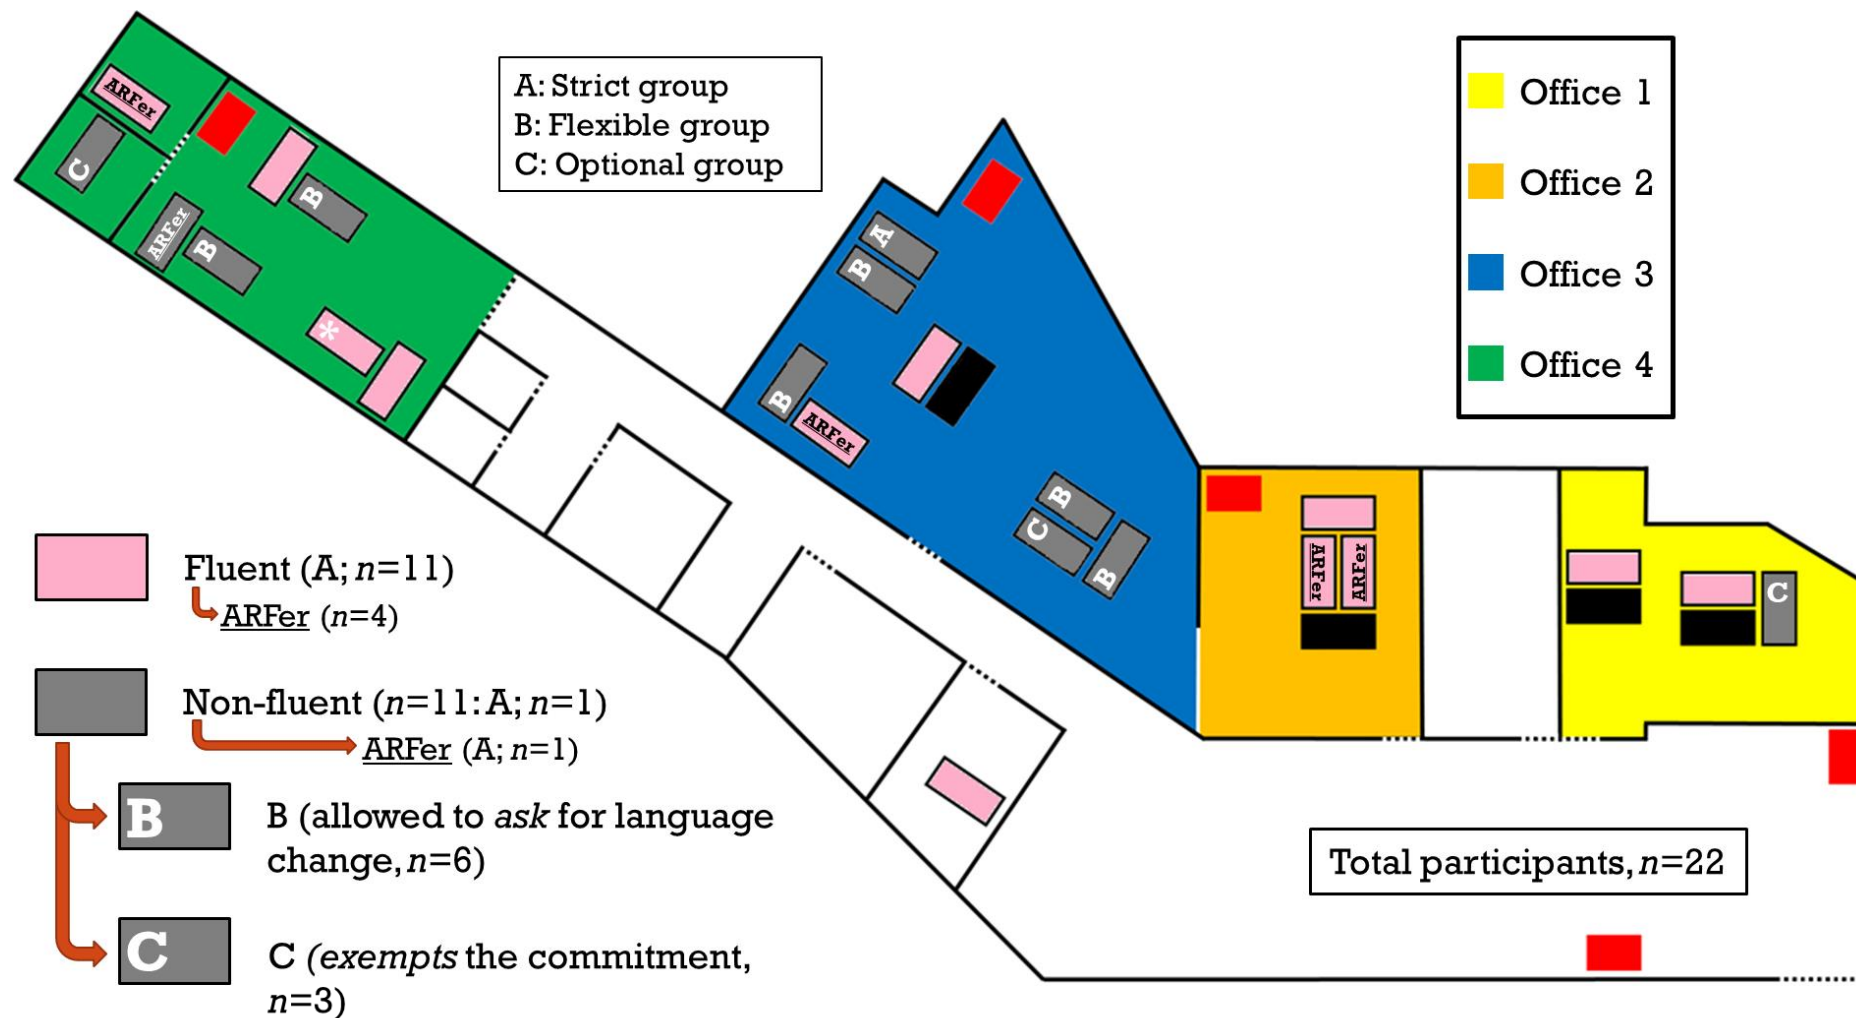 A: Strict group
B: Flexible group
C: Optional group
Office 1
Office 2
Office 3
Office 4
ARFer
C
B
ARFer
B
*
A
B
B
ARFer
B
C
B
ARFer
ARFer
C
Fluent (A; n=11)
ARFer (n=4)
Non-fluent (n=11: A; n=1)
ARFer (A; n=1)
B
B (allowed to ask for language
change, n=6)
C
C (exempts the commitment,
n=3)
Total participants, n=22